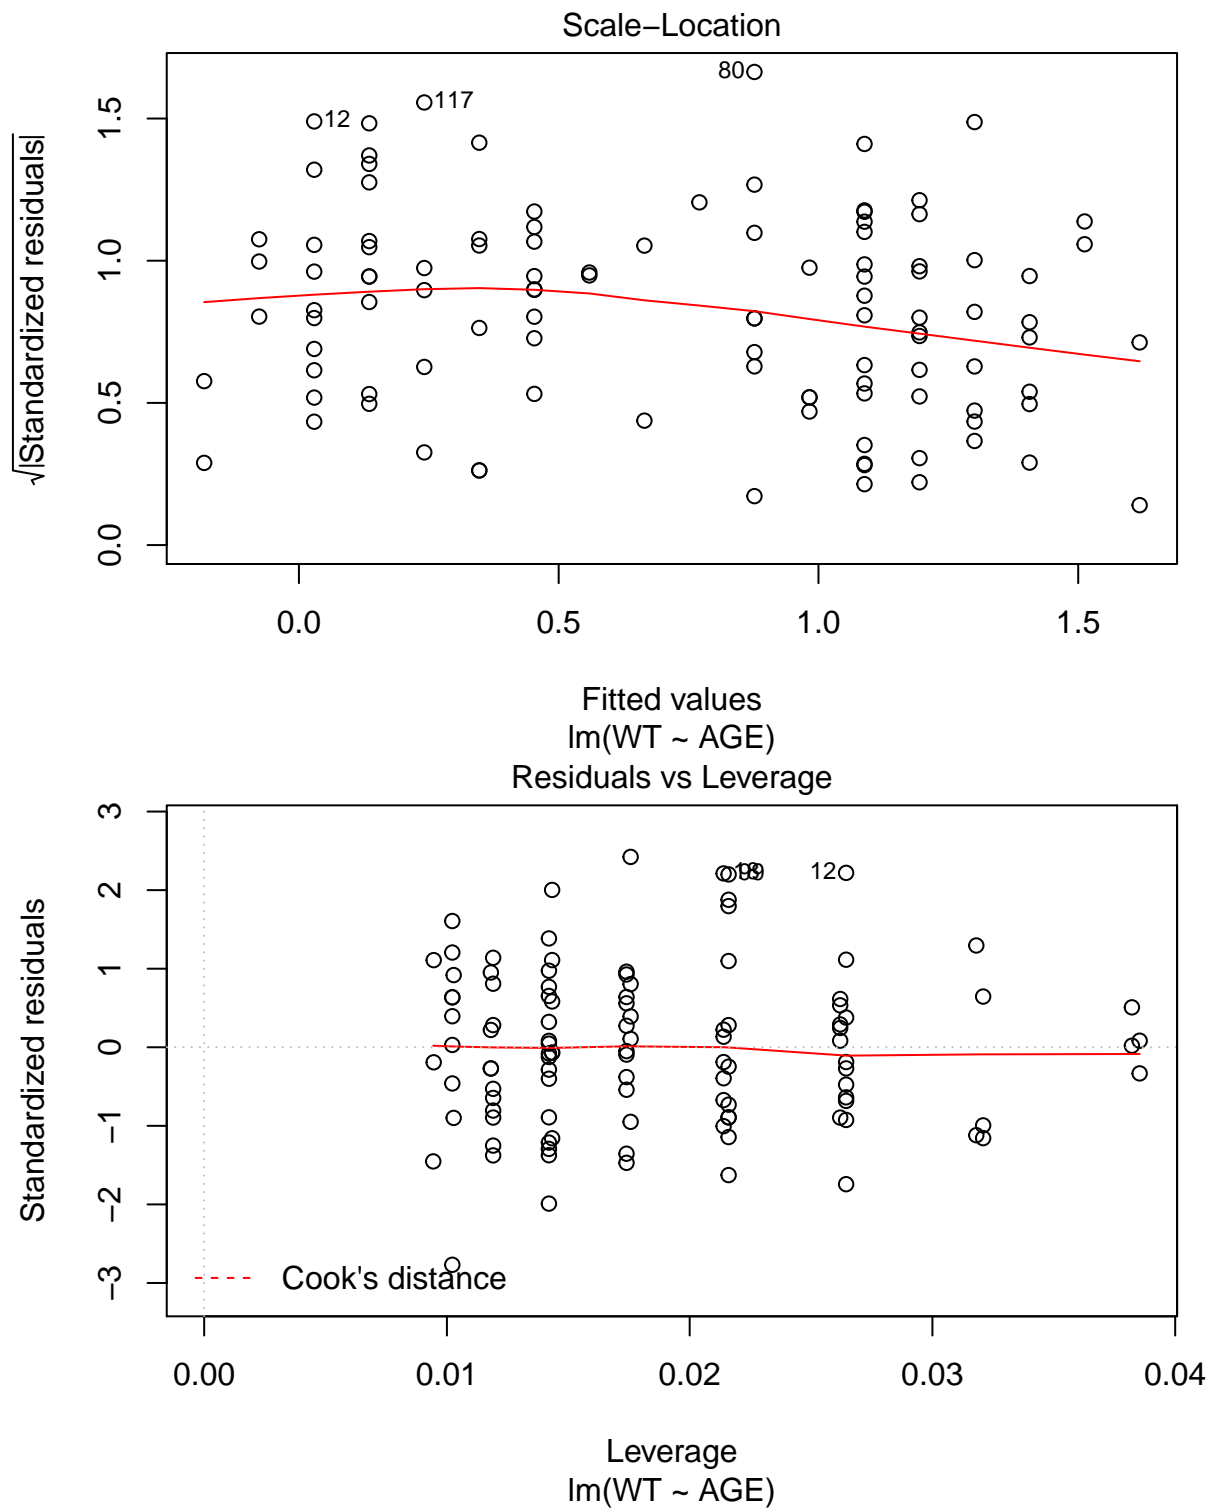 Scale−Location
√|Standardized residuals|
0.0 0.5 1.0 1.5
80
12
117
0.0 0.5 1.0 1.5
Fitted values
lm(WT ~ AGE)
Residuals vs Leverage
Standardized residuals
−3 −2 −1 0 1 2 3
12
Cook's distance
0.00 0.01 0.02 0.03 0.04
Leverage
lm(WT ~ AGE)